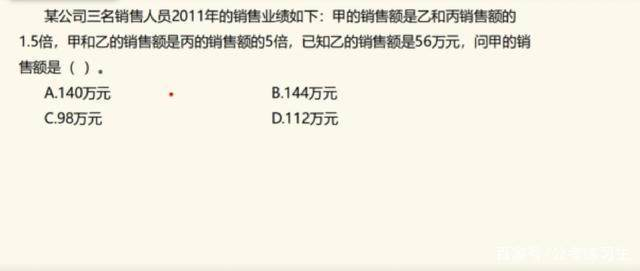 某公司三名销售人员2011年的销售业绩如下：甲的销售额是乙和丙销售额的
1.5倍，甲和乙的销售额是丙的销售额的5倍，已知乙的销售额是56万元，问甲的销
售额是（ ）。
A.140万元 B.144万元
C.98万元 D.112万元